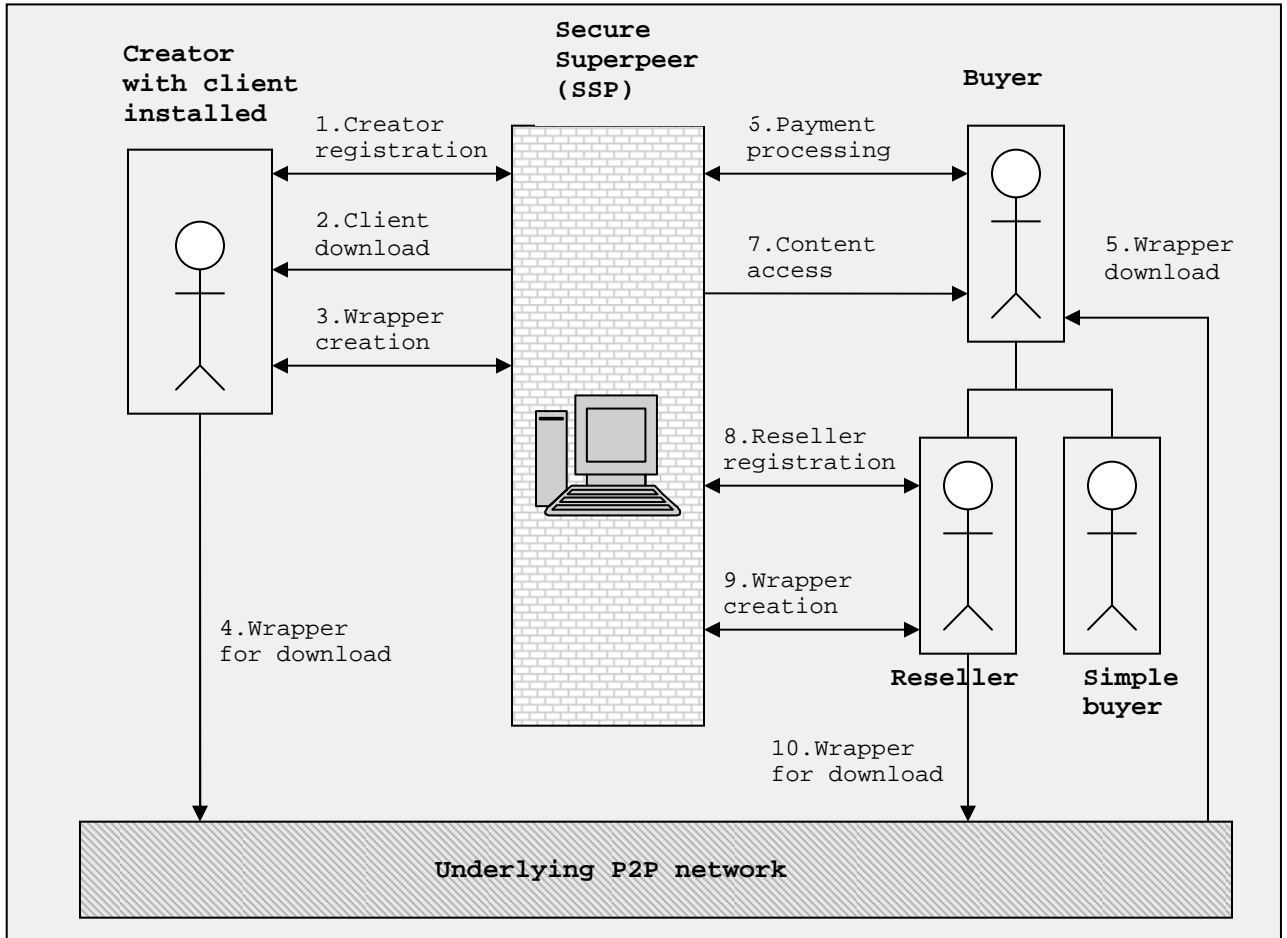 Creator
with client
installed
Secure
Superpeer
(SSP)
Buyer
1.Creator
registration
6.Payment
processing
2.Client
download
7.Content
access
5.Wrapper
download
3.Wrapper
creation
8.Reseller
registration
9.Wrapper
creation
4.Wrapper
for download
Reseller
Simple
buyer
10.Wrapper
for download
Underlying P2P network